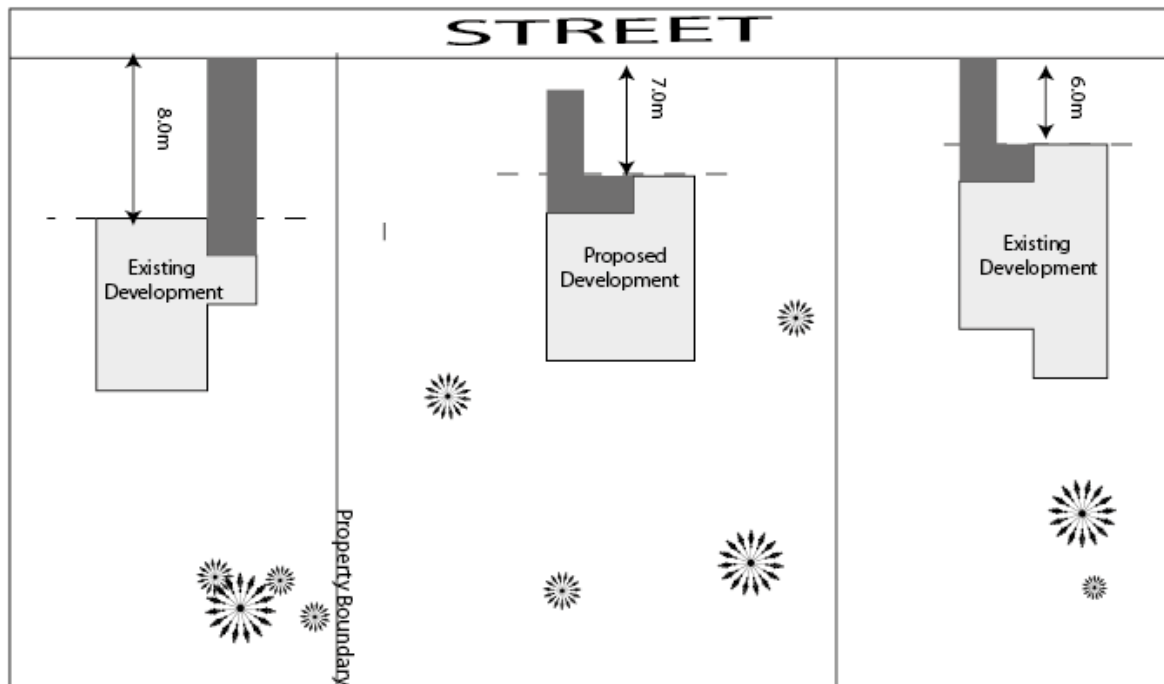 STREET
8.0m
7.0m
6.0m
Existing
Development
Proposed
Development
Existing
Development
Property Boundary